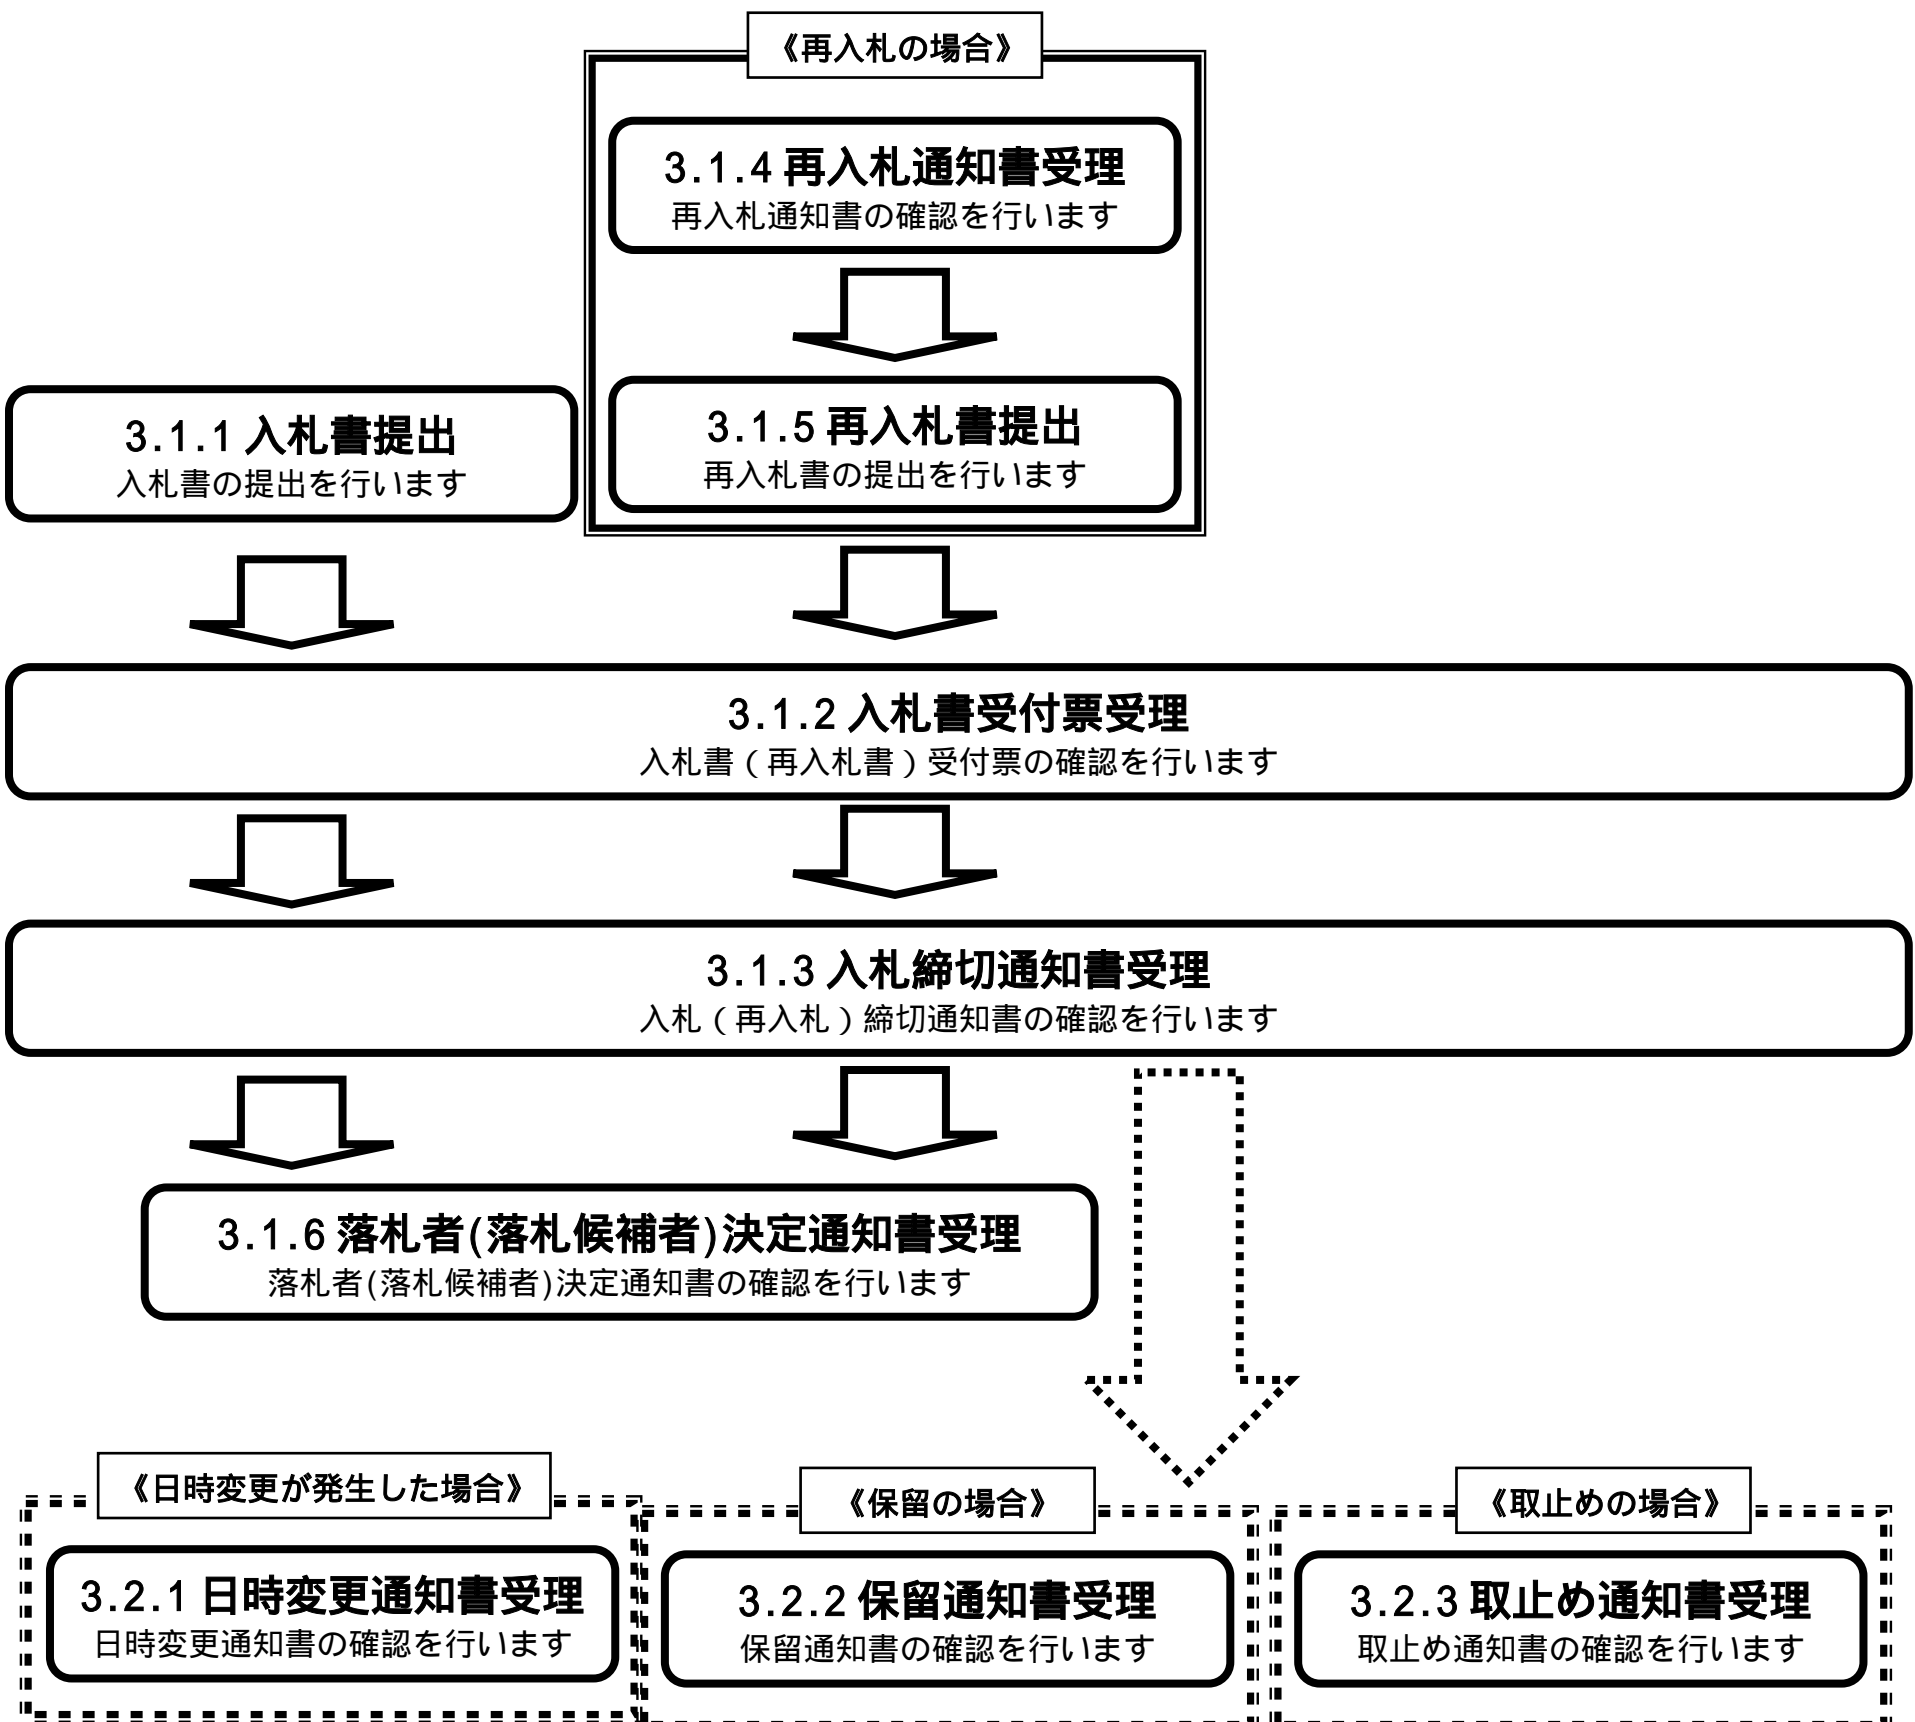 《再入札の場合》
3.1.4 再入札通知書受理
再入札通知書の確認を行います
3.1.1 入札書提出
入札書の提出を行います
3.1.5 再入札書提出
再入札書の提出を行います
3.1.2 入札書受付票受理
入札書（再入札書）受付票の確認を行います
3.1.3 入札締切通知書受理
入札（再入札）締切通知書の確認を行います
3.1.6 落札者(落札候補者)決定通知書受理
落札者(落札候補者)決定通知書の確認を行います
《日時変更が発生した場合》
3.2.1 日時変更通知書受理
日時変更通知書の確認を行います
《保留の場合》
3.2.2 保留通知書受理
保留通知書の確認を行います
《取止めの場合》
3.2.3 取止め通知書受理
取止め通知書の確認を行います